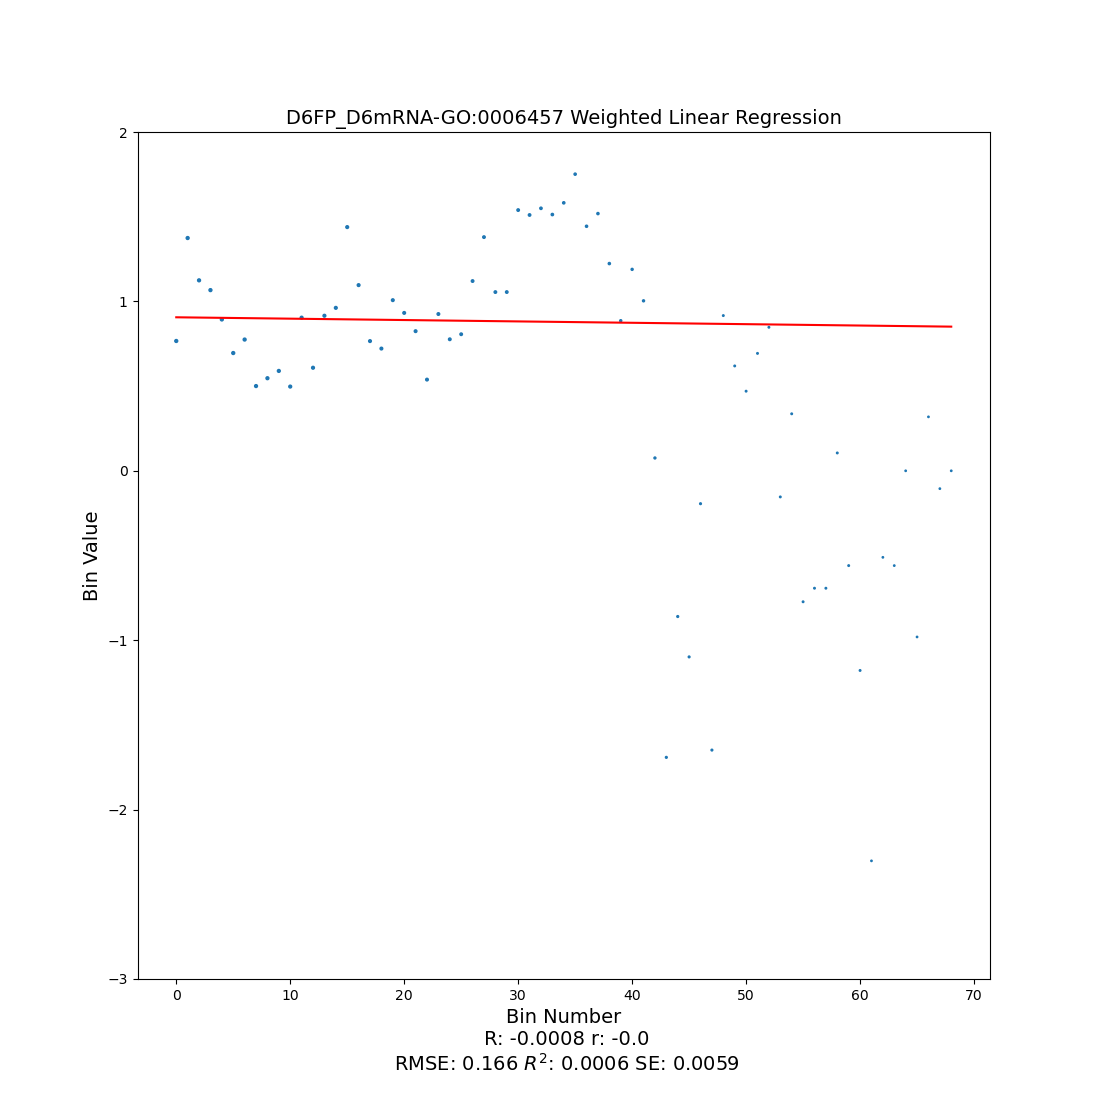 D6FP_D6mRNA-GO:0006457 Weighted Linear Regression
2
1
0
−1
−2
−3
Bin Value
0 10 20 30 40 50 60 70
Bin Number
R: -0.0008 r: -0.0
RMSE: 0.166 R²: 0.0006 SE: 0.0059